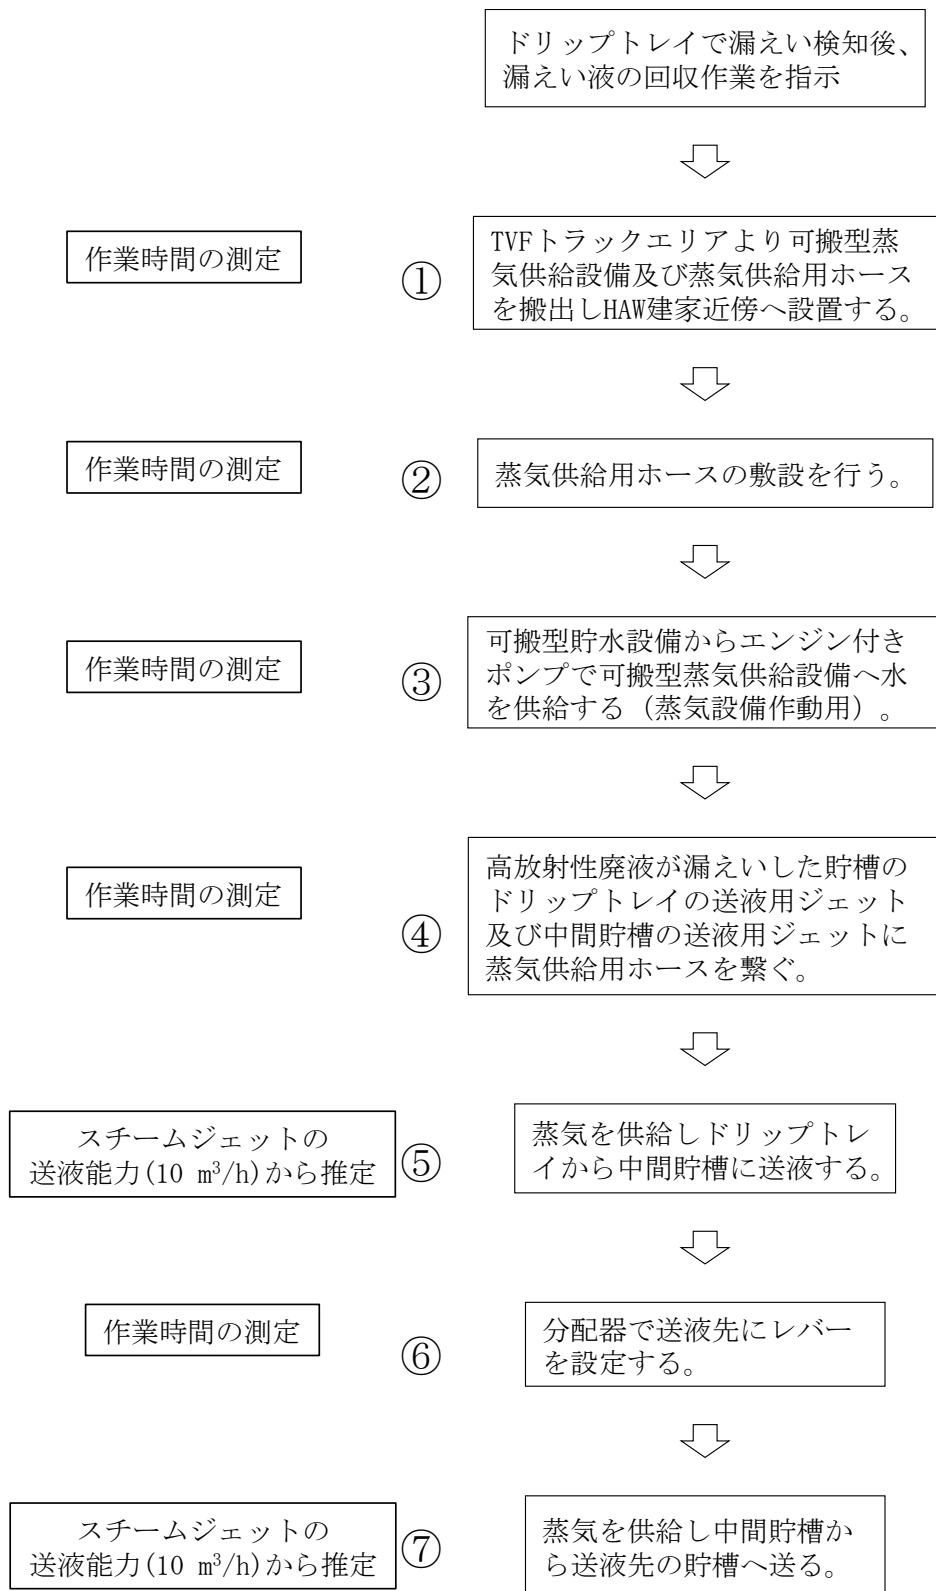 ドリップトレイで漏えい検知後、
漏えい液の回収作業を指示
作業時間の測定
①
TVFトラックエリアより可搬型蒸
気供給設備及び蒸気供給用ホース
を搬出しHAW建家近傍へ設置する。
作業時間の測定
②
蒸気供給用ホースの敷設を行う。
作業時間の測定
③
可搬型貯水設備からエンジン付き
ポンプで可搬型蒸気供給設備へ水
を供給する（蒸気設備作動用）。
作業時間の測定
④
高放射性廃液が漏えいした貯槽の
ドリップトレイの送液用ジェット
及び中間貯槽の送液用ジェットに
蒸気供給用ホースを繋ぐ。
スチームジェットの
送液能力(10 m³/h)から推定
⑤
蒸気を供給しドリップトレ
イから中間貯槽に送液する。
作業時間の測定
⑥
分配器で送液先にレバー
を設定する。
スチームジェットの
送液能力(10 m³/h)から推定
⑦
蒸気を供給し中間貯槽か
ら送液先の貯槽へ送る。